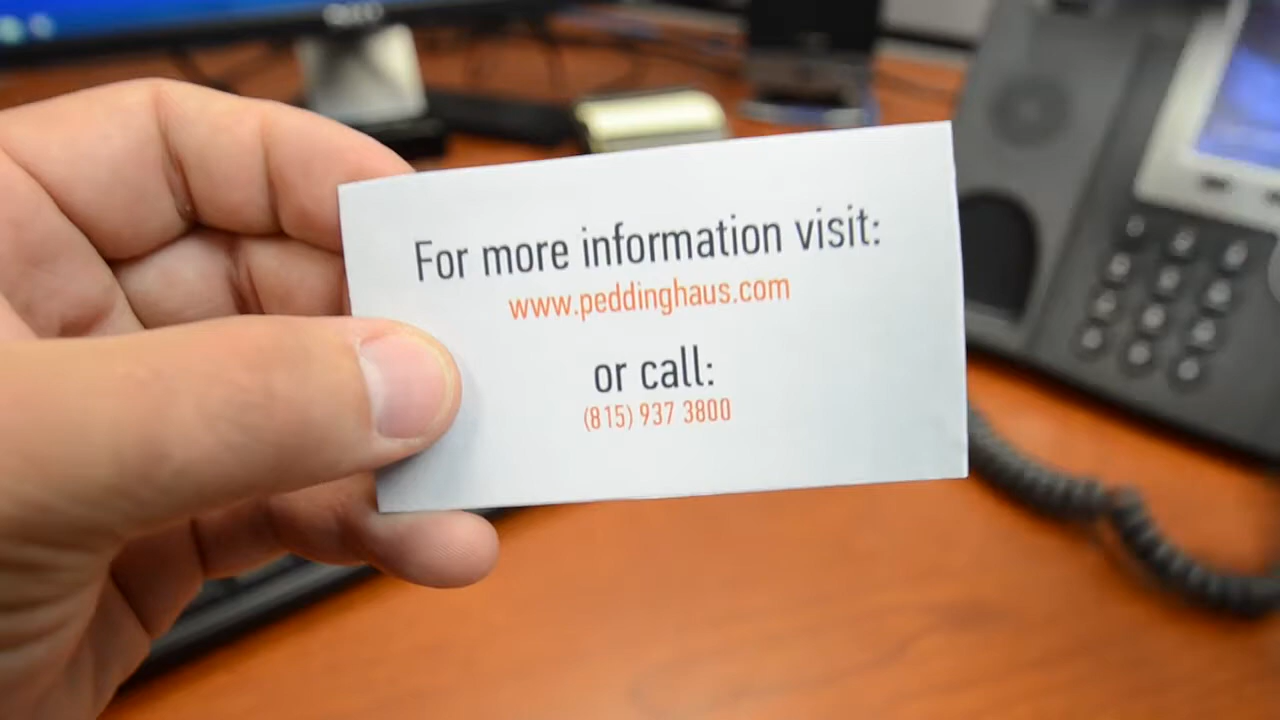 For more information visit:
www.peddinghaus.com
or call:
(815) 937 3800